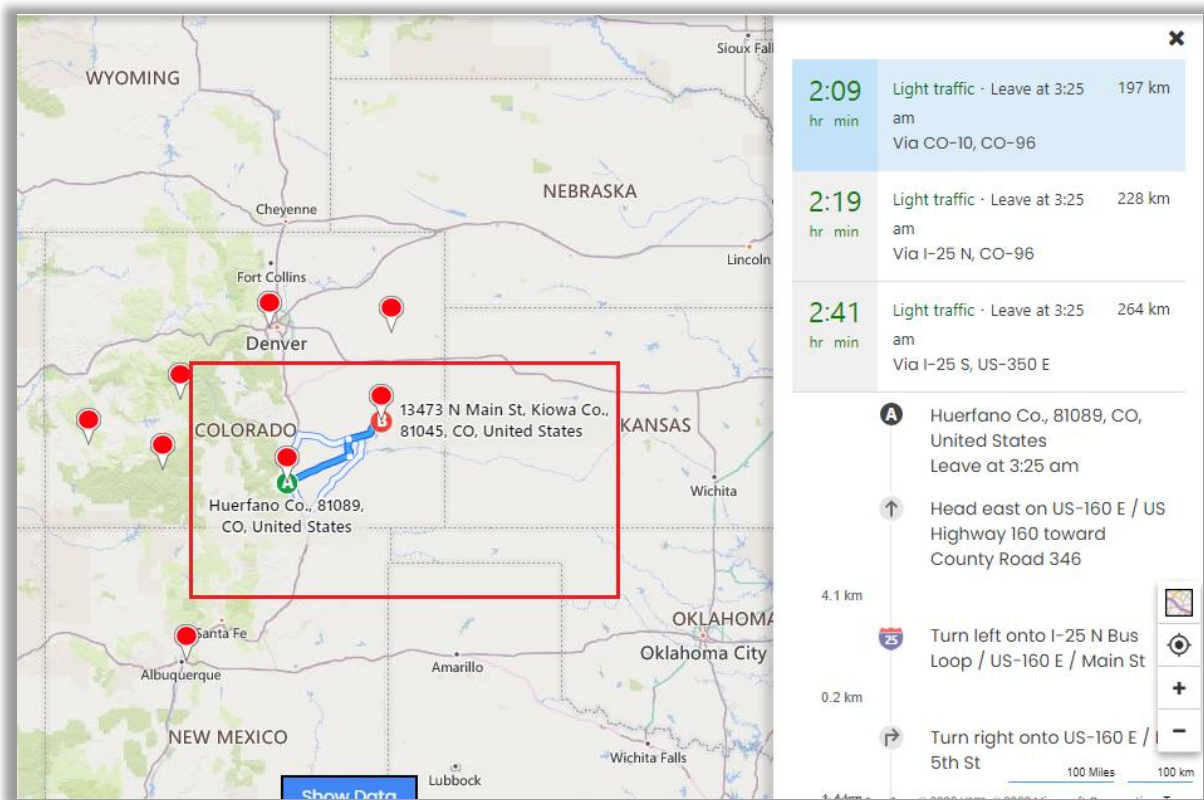 WYOMING
Sioux Fall
NEBRASKA
Cheyenne
Lincoln
Fort Collins
Denver
13473 N Main St, Kiowa Co.,
81045, CO, United States
B
COLORADO
KANSAS
A
Huerfano Co., 81089,
CO, United States
Wichita
OKLAHOMA
Santa Fe
Oklahoma City
Amarillo
Albuquerque
NEW MEXICO
Wichita Falls
Lubbock
Show Data
2:09
hr min
Light traffic · Leave at 3:25
am
Via CO-10, CO-96
197 km
2:19
hr min
Light traffic · Leave at 3:25
am
Via I-25 N, CO-96
228 km
2:41
hr min
Light traffic · Leave at 3:25
am
Via I-25 S, US-350 E
264 km
A
Huerfano Co., 81089, CO,
United States
Leave at 3:25 am
Head east on US-160 E / US
Highway 160 toward
County Road 346
4.1 km
25
Turn left onto I-25 N Bus
Loop / US-160 E / Main St
0.2 km
Turn right onto US-160 E /
5th St
100 Miles
100 km